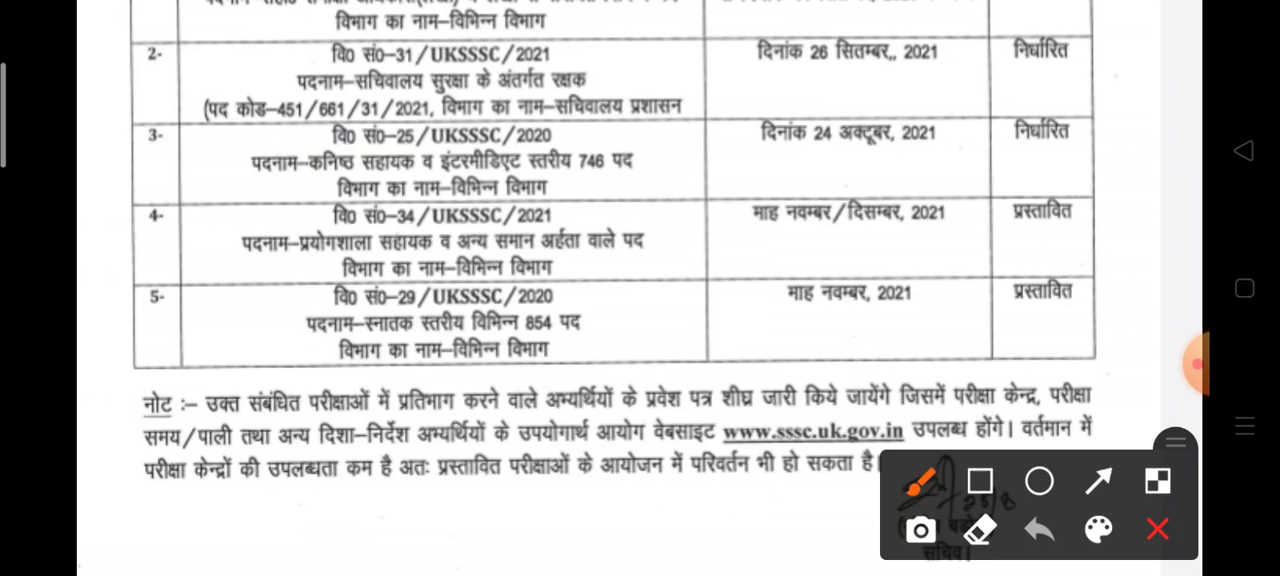 विभाग का नाम–विभिन्न विभाग
2-
वि0 सं0–31/UKSSSC/2021
दिनांक 26 सितम्बर,, 2021
निर्धारित
पदनाम–सचिवालय सुरक्षा के अंतर्गत रक्षक
(पद कोड–451/661/31/2021, विभाग का नाम–सचिवालय प्रशासन
3-
वि0 सं0–25/UKSSSC/2020
दिनांक 24 अक्टूबर, 2021
निर्धारित
पदनाम–कनिष्ठ सहायक व इंटरमीडिएट स्तरीय 746 पद
विभाग का नाम–विभिन्न विभाग
4-
वि0 सं0–34/UKSSSC/2021
माह नवम्बर/दिसम्बर, 2021
प्रस्तावित
पदनाम–प्रयोगशाला सहायक व अन्य समान अर्हता वाले पद
विभाग का नाम–विभिन्न विभाग
5-
वि0 सं0–29/UKSSSC/2020
माह नवम्बर, 2021
प्रस्तावित
पदनाम–स्नातक स्तरीय विभिन्न 854 पद
विभाग का नाम–विभिन्न विभाग
नोट :– उक्त संबंधित परीक्षाओं में प्रतिभाग करने वाले अभ्यर्थियों के प्रवेश पत्र शीघ्र जारी किये जायेंगे जिसमें परीक्षा केन्द्र, परीक्षा
समय/पाली तथा अन्य दिशा–निर्देश अभ्यर्थियों के उपयोगार्थ आयोग वेबसाइट www.sssc.uk.gov.in उपलब्ध होंगे। वर्तमान में
परीक्षा केन्द्रों की उपलब्धता कम है अतः प्रस्तावित परीक्षाओं के आयोजन में परिवर्तन भी हो सकता है।
सचिव।